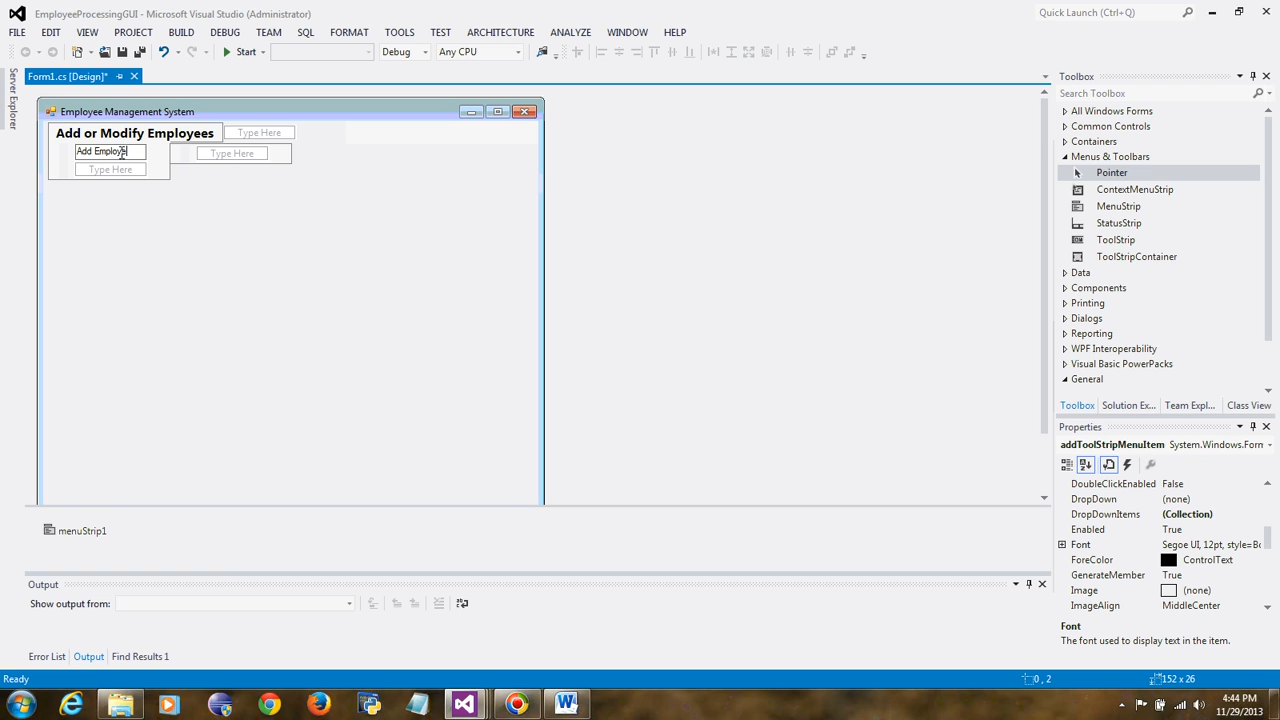 EmployeeProcessingGUI - Microsoft Visual Studio (Administrator)
Quick Launch (Ctrl+Q)
FILE EDIT VIEW PROJECT BUILD DEBUG TEAM SQL FORMAT TOOLS TEST ARCHITECTURE ANALYZE WINDOW HELP
Start Debug Any CPU
Server Explorer
Form1.cs [Design]*
Employee Management System
Add or Modify Employees Type Here
Type Here
Type Here
menuStrip1
Output
Show output from:
Error List Output Find Results 1
Toolbox
Search Toolbox
All Windows Forms
Common Controls
Containers
Menus & Toolbars
Pointer
ContextMenuStrip
MenuStrip
StatusStrip
ToolStrip
ToolStripContainer
Data
Components
Printing
Dialogs
Reporting
WPF Interoperability
Visual Basic PowerPacks
General
Toolbox Solution Ex... Team Expl... Class View
Properties
addToolStripMenuItem System.Windows.Form
DoubleClickEnabled False
DropDown (none)
DropDownItems (Collection)
Enabled True
Font Segoe UI, 12pt, style=Bo
ForeColor ControlText
GenerateMember True
Image (none)
ImageAlign MiddleCenter
Font
The font used to display text in the item.
Ready 0 , 2 152 x 26
4:44 PM
11/29/2013